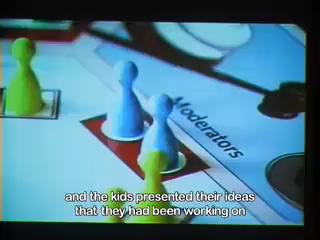 Moderators
and the kids presented their ideas
that they had been working on